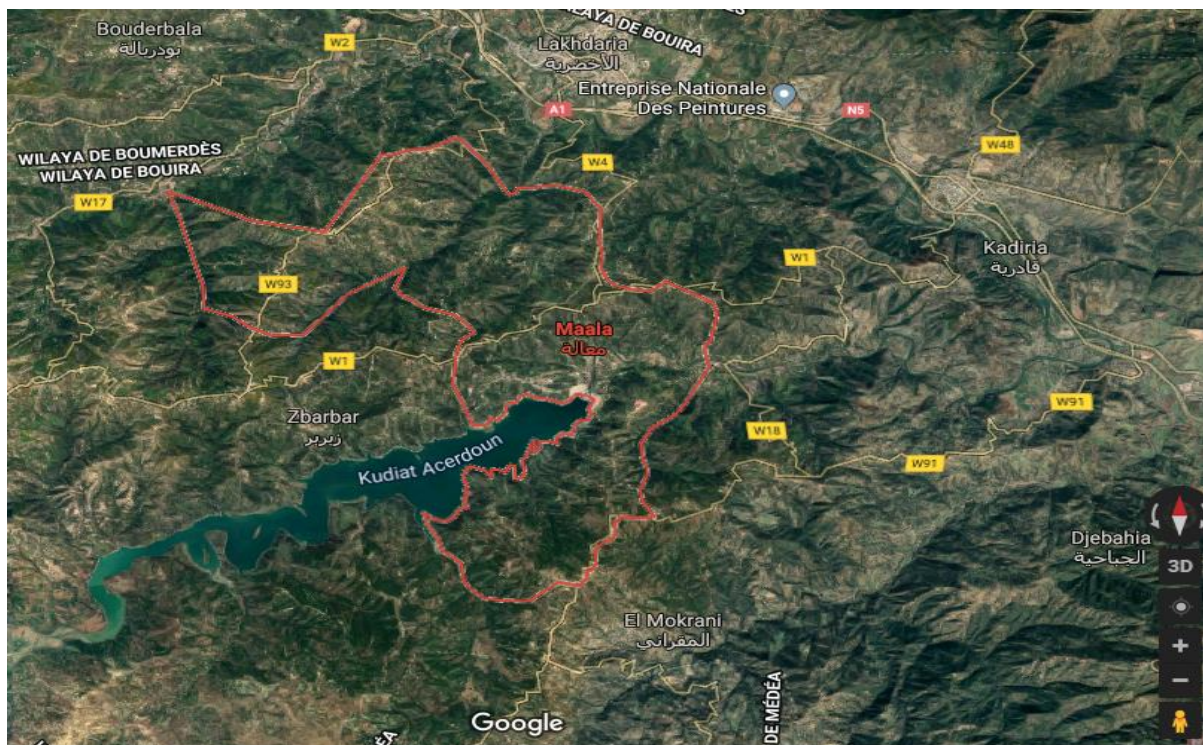 Bouderbala
بودربالة
W2
Lakhdaria
الأخضرية
WILAYA DE BOUIRA
Entreprise Nationale
Des Peintures
A1
N5
W48
W4
WILAYA DE BOUMERDÈS
WILAYA DE BOUIRA
W17
Kadiria
قادرية
W1
W93
Maala
معالة
W1
Zbarbar
زبربر
W91
W18
W91
Kudiat Acerdoun
Djebahia
الجباحية
3D
El Mokrani
المقراني
Google
DE MÉDÉA
ÉA